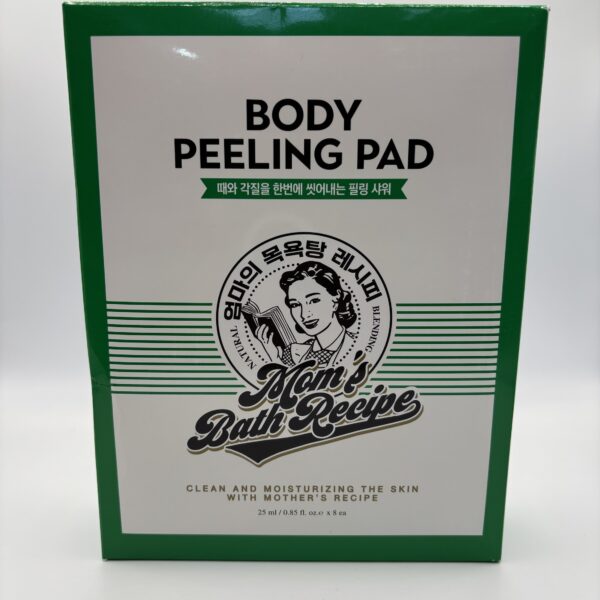 BODY
PEELING PAD
때와 각질을 한번에 씻어내는 필링 샤워
엄마의 목욕탕 레시피
NATURAL
BLENDING
Mom's
Bath Recipe
CLEAN AND MOISTURIZING THE SKIN
WITH MOTHER'S RECIPE
25 ml / 0.85 fl. oz.e x 8 ea